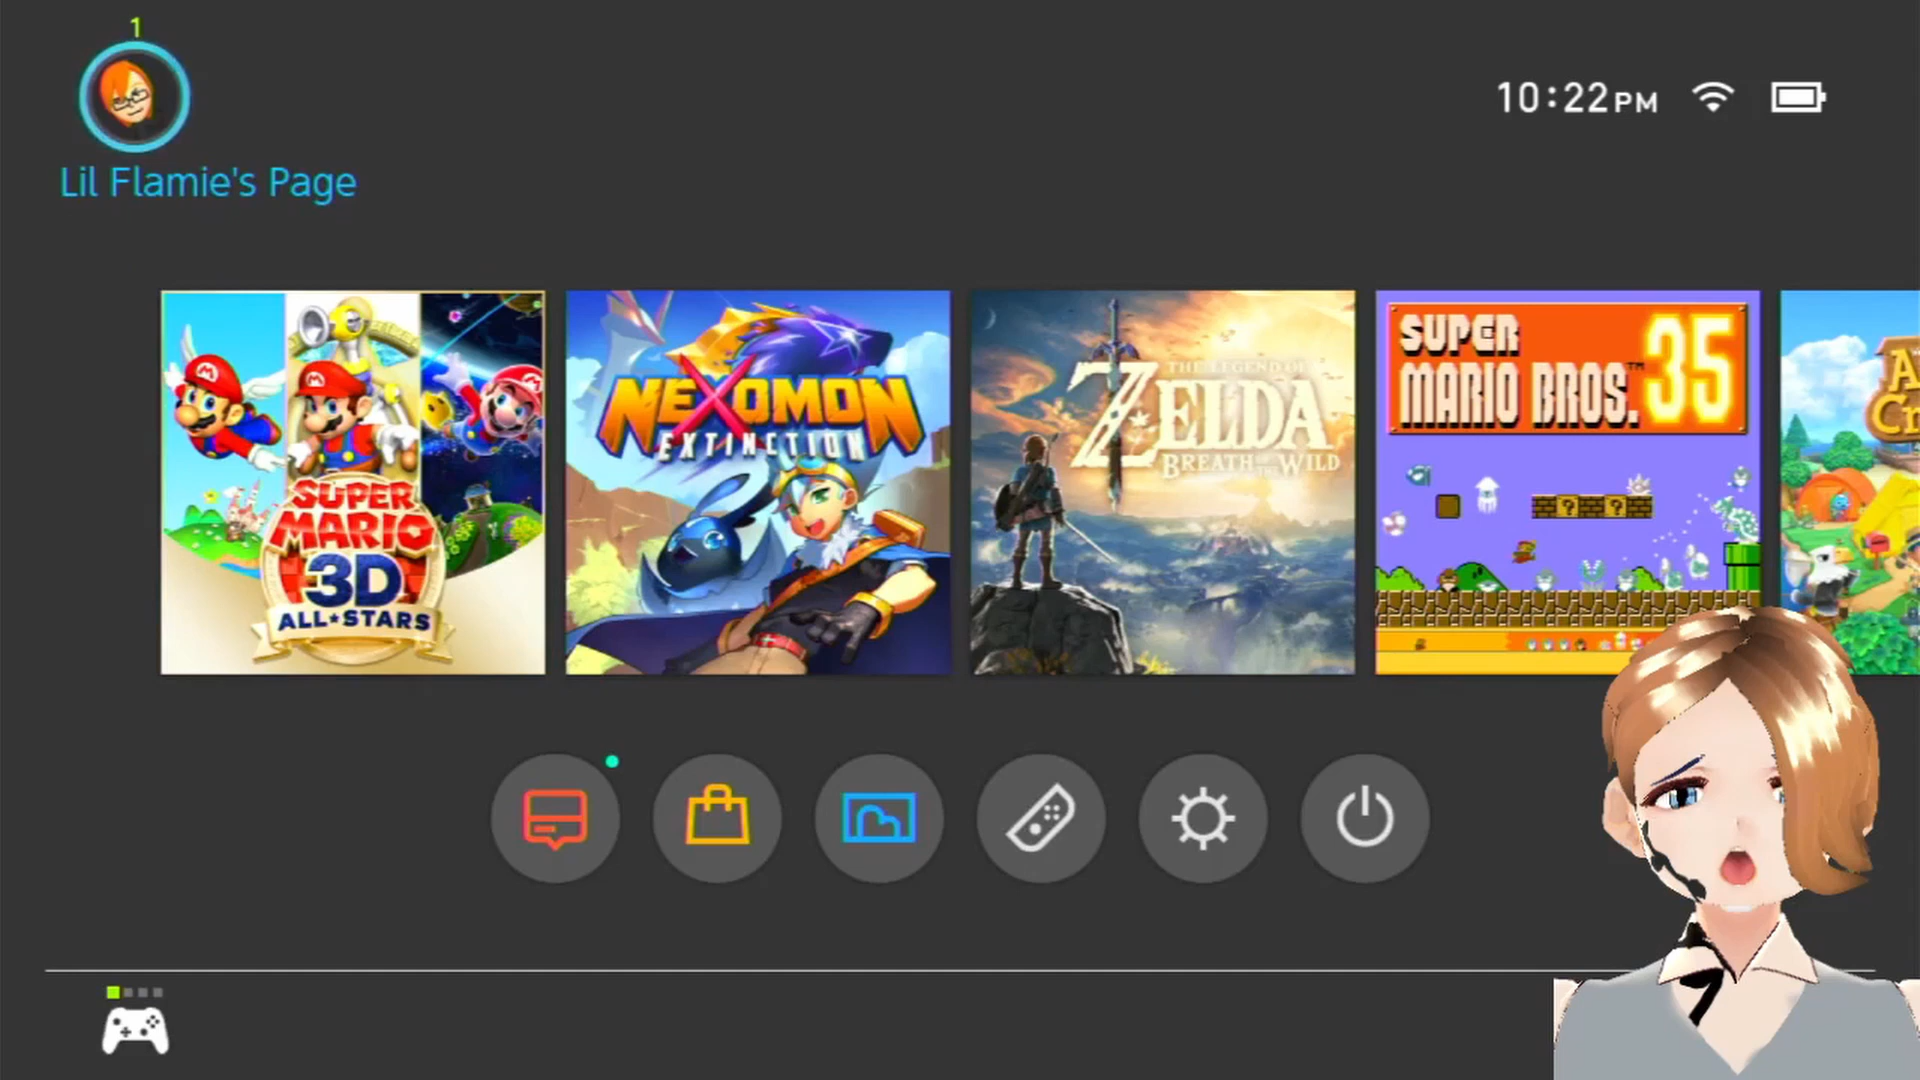 1
Lil Flamie's Page
10:22PM
SUPER
MARIO
3D
ALL★STARS
NEXOMON
EXTINCTION
THE LEGEND OF
ZELDA
BREATH OF THE WILD
SUPER
MARIO BROS.™ 35